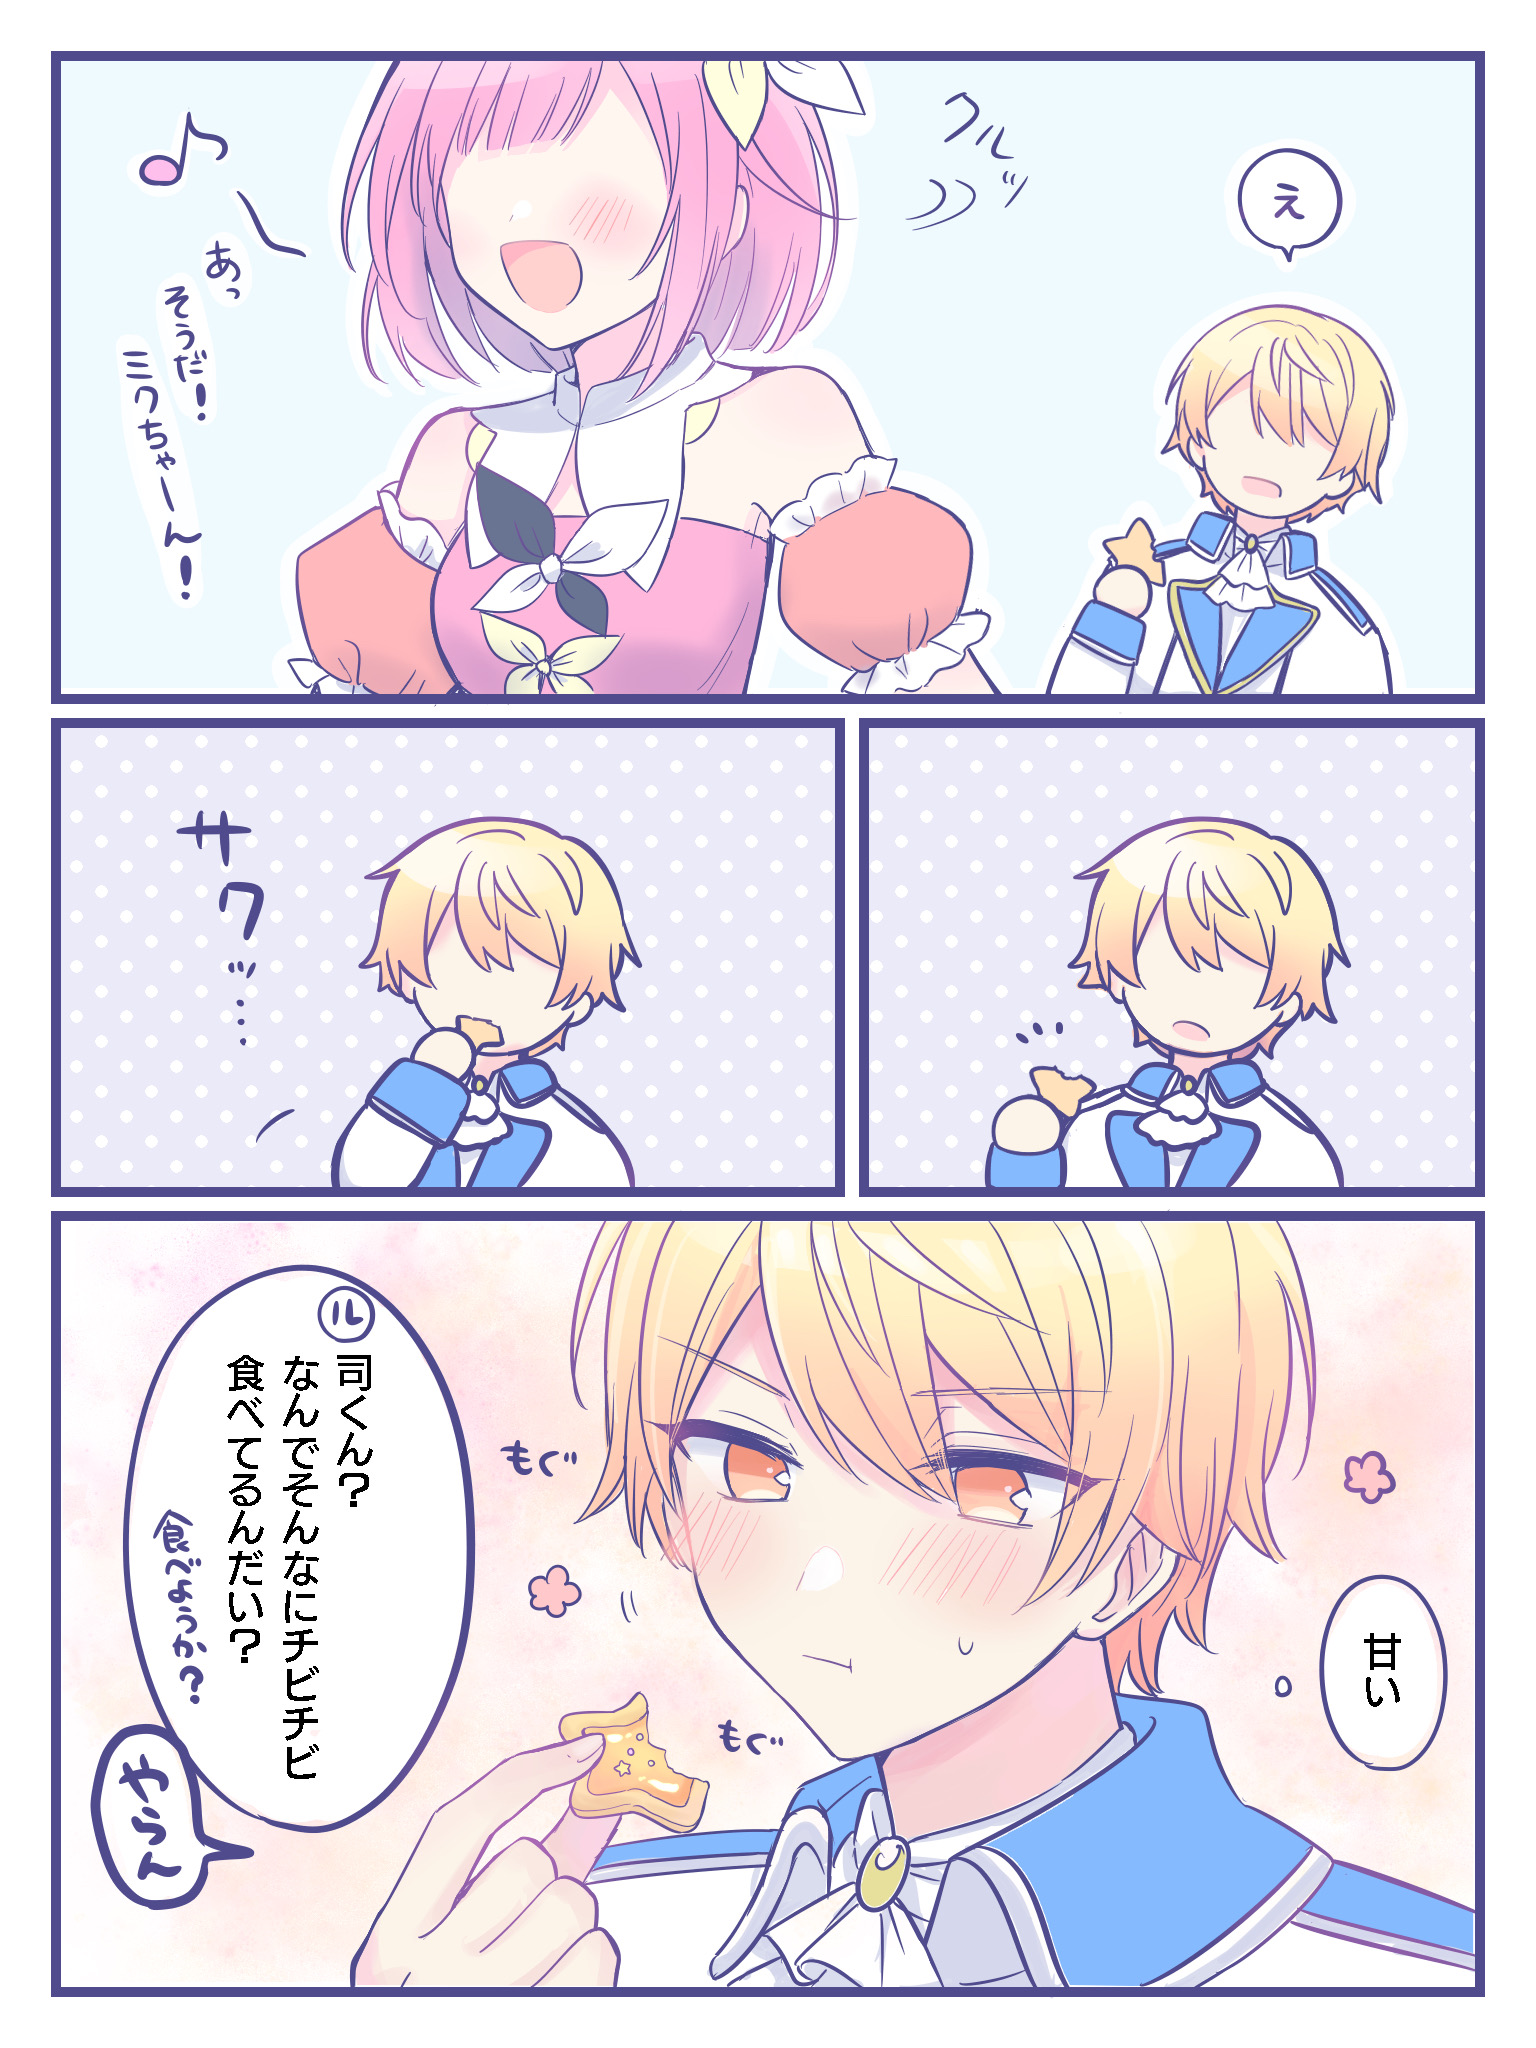 え
クルッ
あっ
そうだ!
ミクちゃーん!
サクッ…
甘い
もぐ
もぐ
ル
司くん?
なんでそんなにチビチビ
食べてるんだい?
食べようか?
やらん